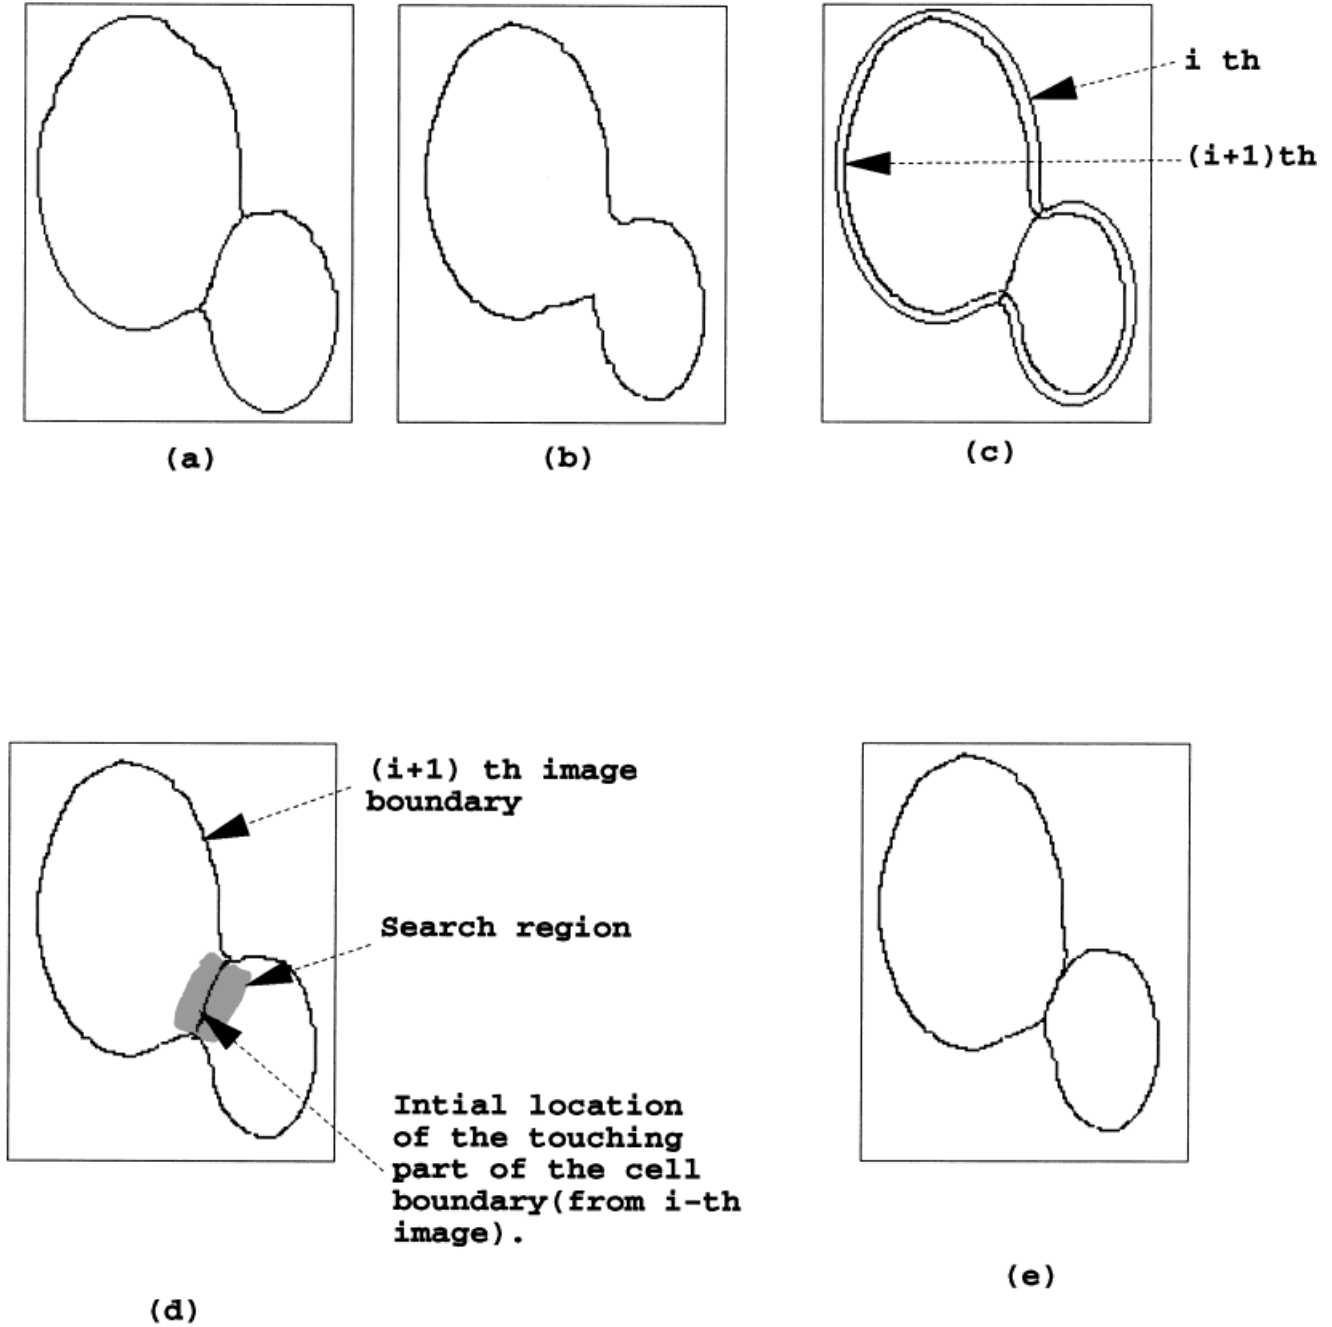 i th
(i+1)th
(a)
(b)
(c)
(i+1) th image
boundary
Search region
Intial location
of the touching
part of the cell
boundary(from i-th
image).
(d)
(e)